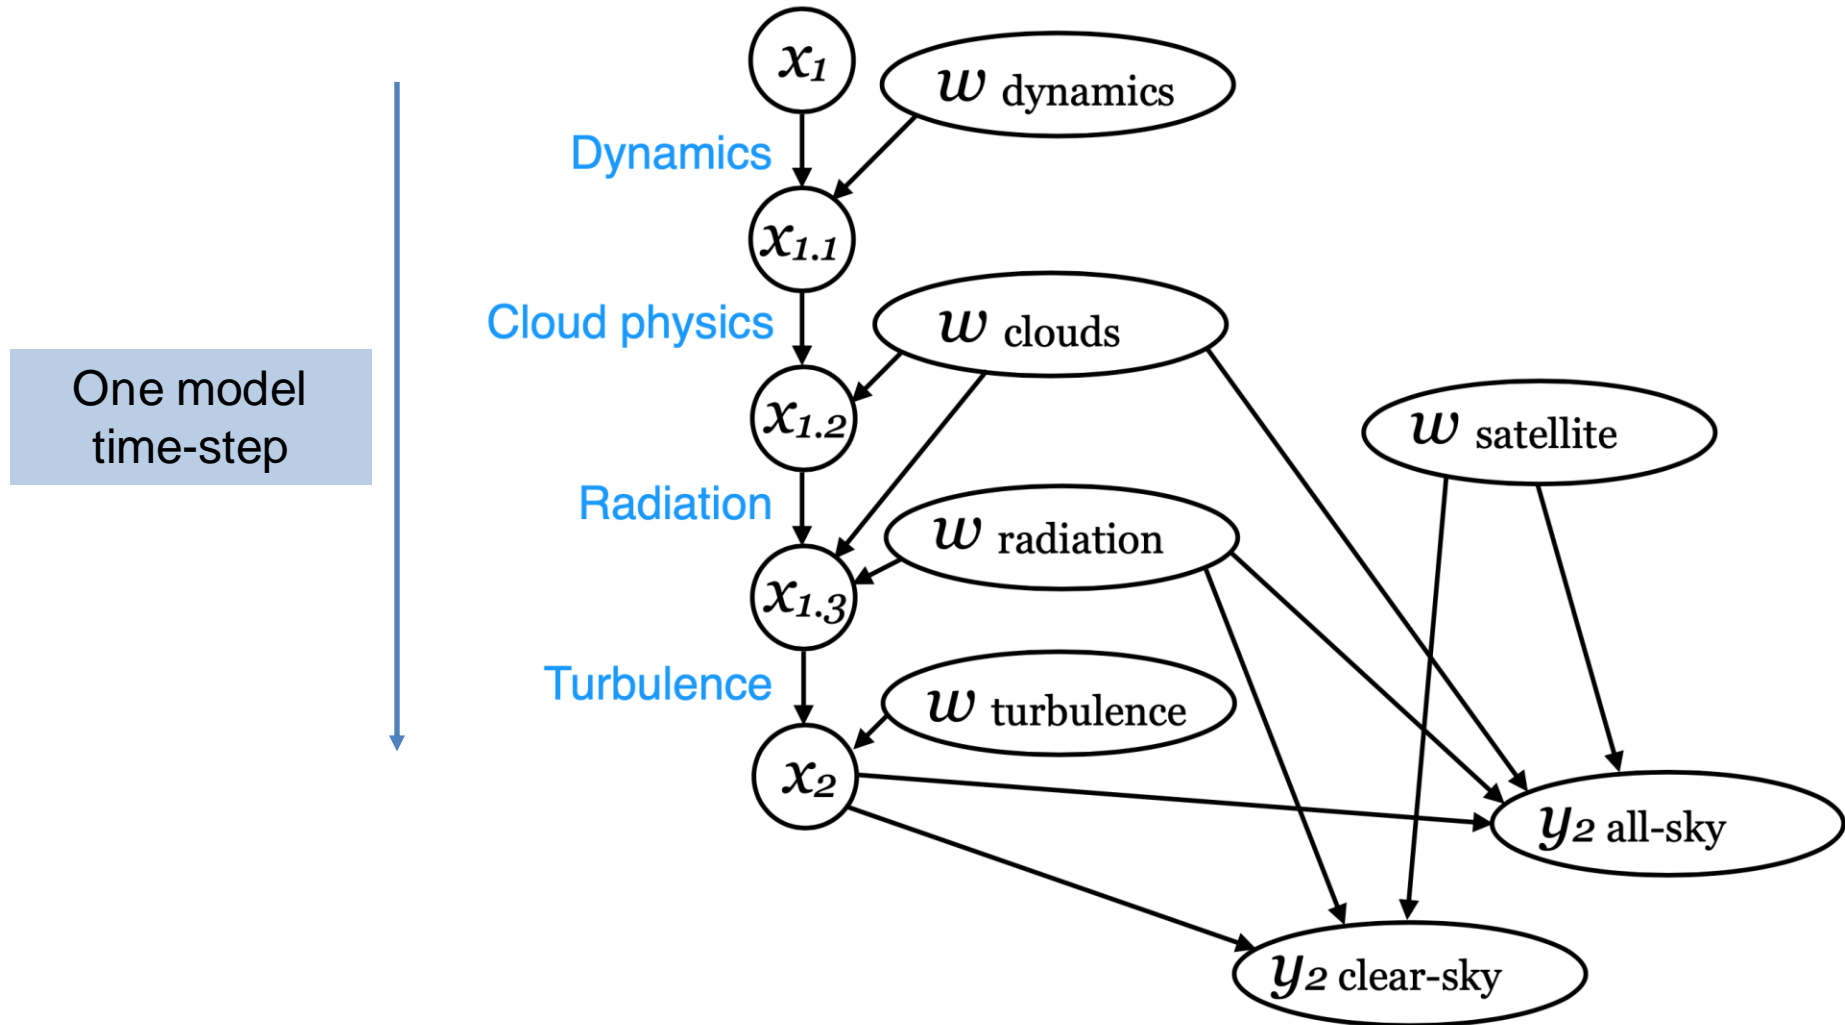 x1
w dynamics
Dynamics
x1.1
Cloud physics
w clouds
One model
time-step
x1.2
w satellite
Radiation
w radiation
x1.3
Turbulence
w turbulence
x2
y2 all-sky
y2 clear-sky